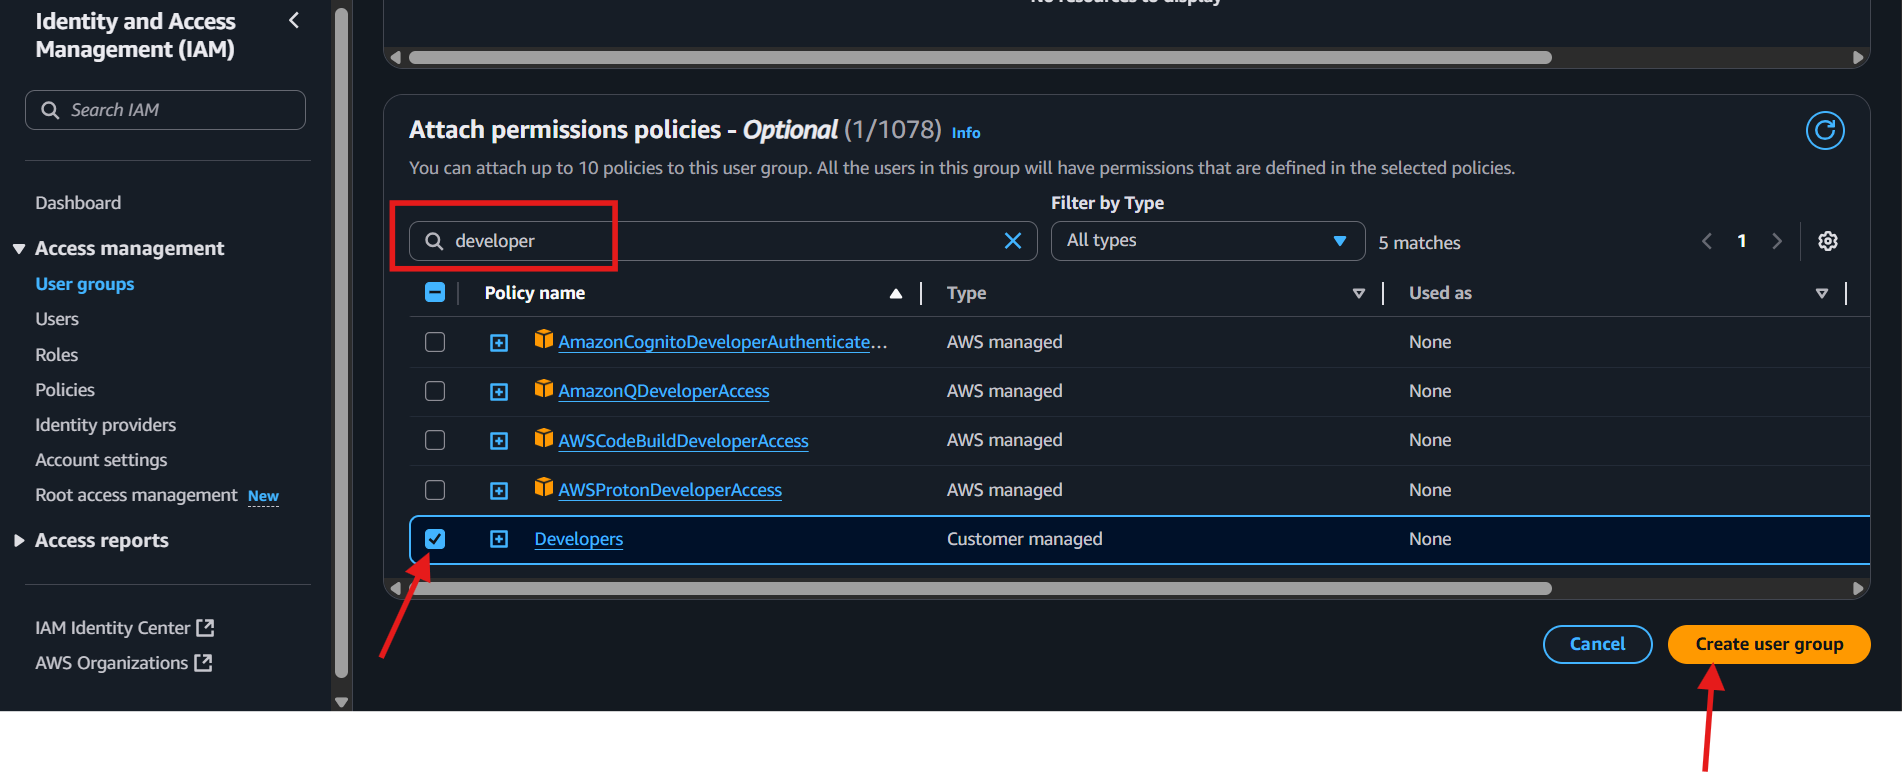 Identity and Access
Management (IAM)
Search IAM
Dashboard
Access management
User groups
Users
Roles
Policies
Identity providers
Account settings
Root access management New
Access reports
IAM Identity Center
AWS Organizations
No resources to display
Attach permissions policies - Optional (1/1078) Info
You can attach up to 10 policies to this user group. All the users in this group will have permissions that are defined in the selected policies.
Filter by Type
developer
All types
5 matches
1
Policy name Type Used as
AmazonCognitoDeveloperAuthenticate... AWS managed None
AmazonQDeveloperAccess AWS managed None
AWSCodeBuildDeveloperAccess AWS managed None
AWSProtonDeveloperAccess AWS managed None
Developers Customer managed None
Cancel
Create user group